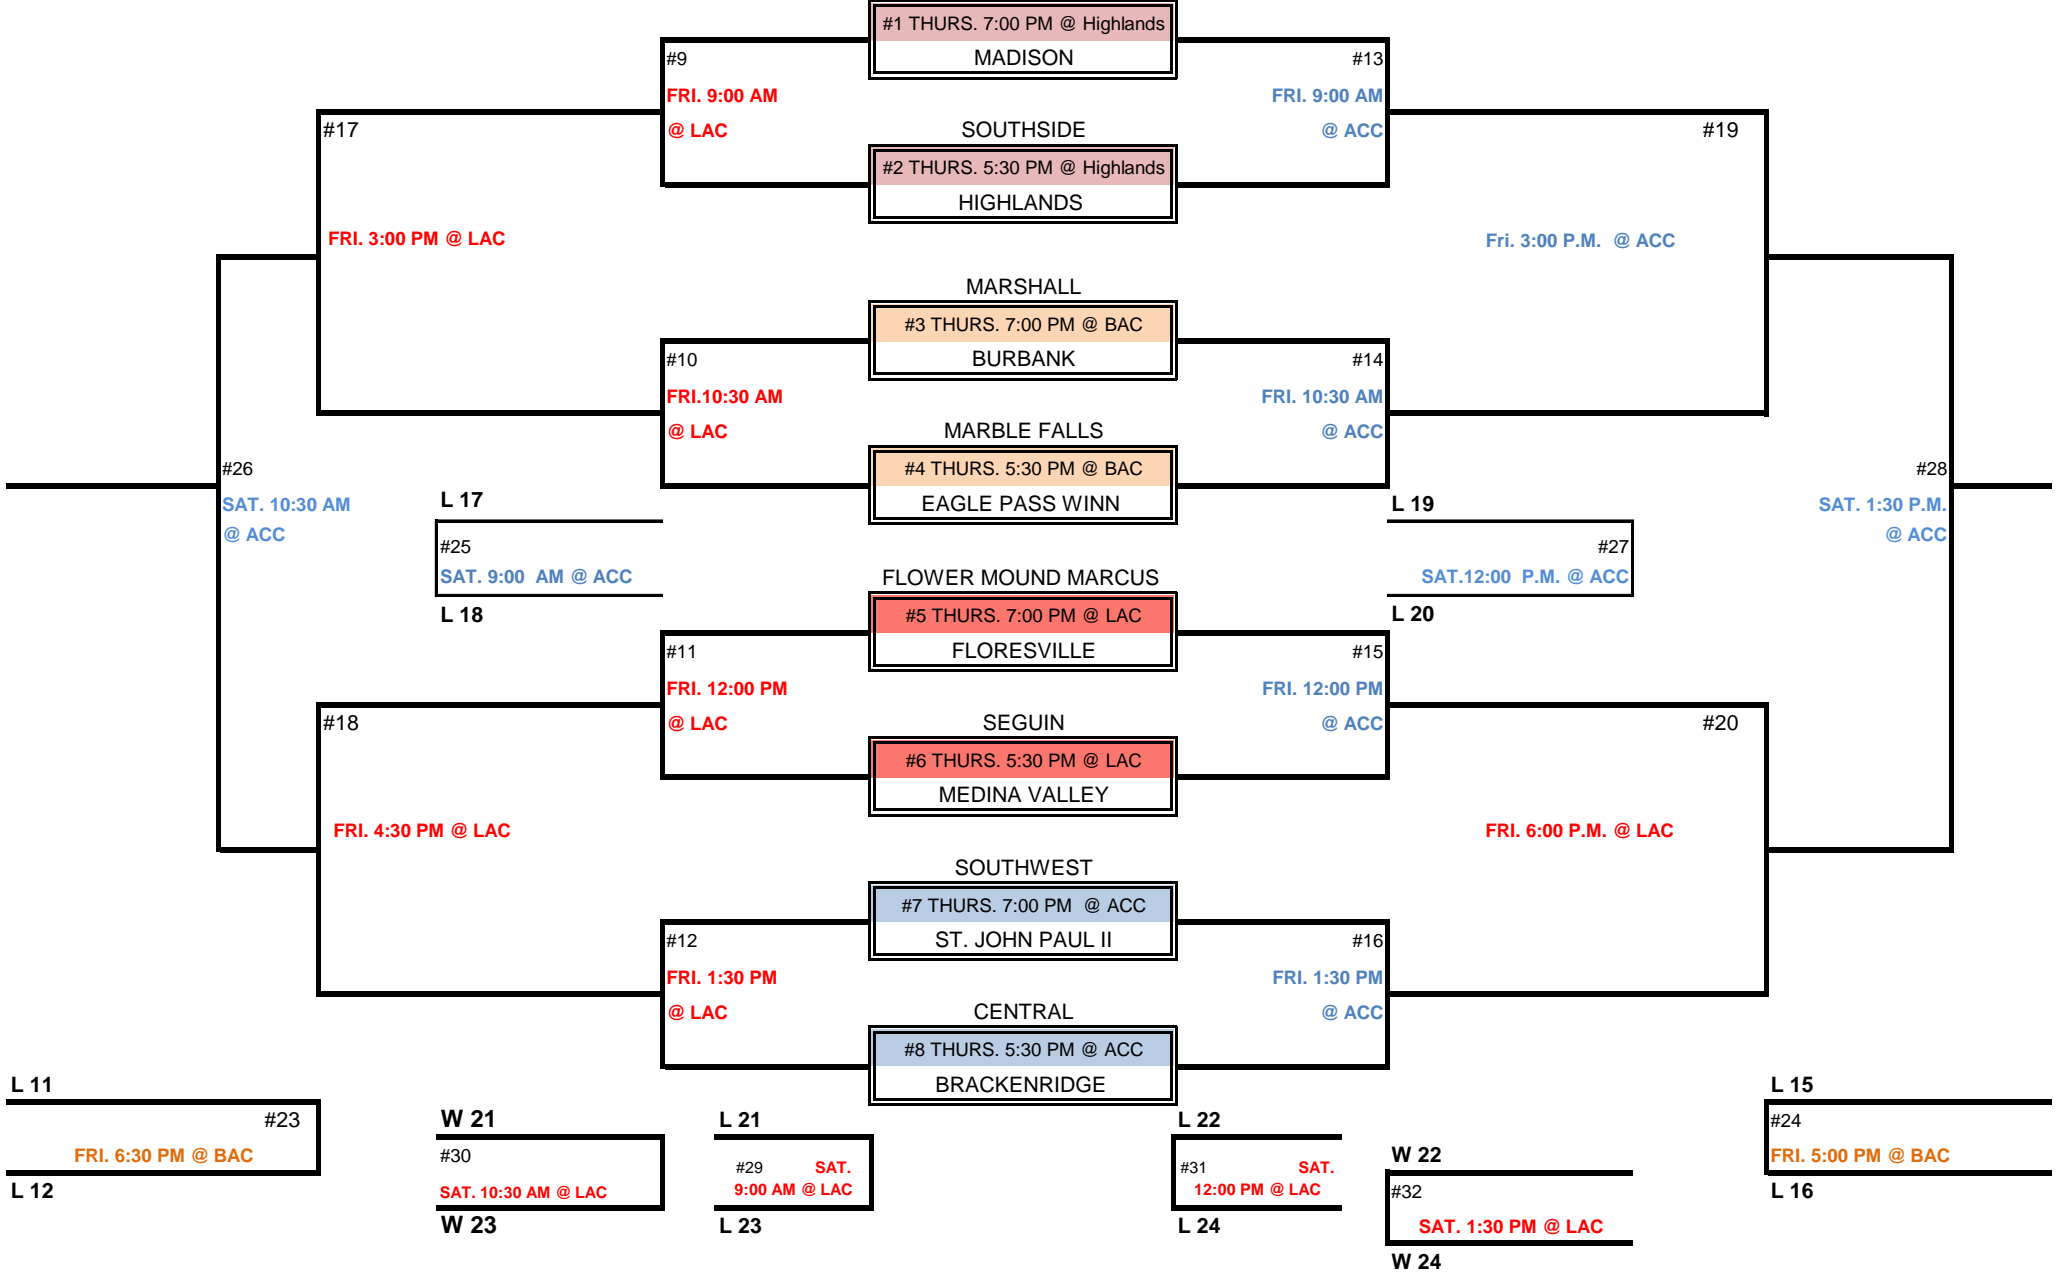 #1 THURS. 7:00 PM @ Highlands
MADISON
#9
FRI. 9:00 AM
@ LAC
#13
FRI. 9:00 AM
@ ACC
#17
SOUTHSIDE
#19
#2 THURS. 5:30 PM @ Highlands
HIGHLANDS
FRI. 3:00 PM @ LAC
Fri. 3:00 P.M. @ ACC
MARSHALL
#3 THURS. 7:00 PM @ BAC
BURBANK
#10
FRI.10:30 AM
@ LAC
#14
FRI. 10:30 AM
@ ACC
MARBLE FALLS
#4 THURS. 5:30 PM @ BAC
EAGLE PASS WINN
#26
SAT. 10:30 AM
@ ACC
L 17
#25
SAT. 9:00 AM @ ACC
L 18
L 19
#27
SAT.12:00 P.M. @ ACC
L 20
#28
SAT. 1:30 P.M.
@ ACC
FLOWER MOUND MARCUS
#5 THURS. 7:00 PM @ LAC
FLORESVILLE
#11
FRI. 12:00 PM
@ LAC
#15
FRI. 12:00 PM
@ ACC
#18
SEGUIN
#20
#6 THURS. 5:30 PM @ LAC
MEDINA VALLEY
FRI. 4:30 PM @ LAC
FRI. 6:00 P.M. @ LAC
SOUTHWEST
#7 THURS. 7:00 PM @ ACC
ST. JOHN PAUL II
#12
FRI. 1:30 PM
@ LAC
#16
FRI. 1:30 PM
@ ACC
CENTRAL
#8 THURS. 5:30 PM @ ACC
BRACKENRIDGE
L 11
#23
FRI. 6:30 PM @ BAC
L 12
W 21
#30
SAT. 10:30 AM @ LAC
W 23
L 21
#29 SAT.
9:00 AM @ LAC
L 23
L 22
#31 SAT.
12:00 PM @ LAC
L 24
W 22
#32
SAT. 1:30 PM @ LAC
W 24
L 15
#24
FRI. 5:00 PM @ BAC
L 16